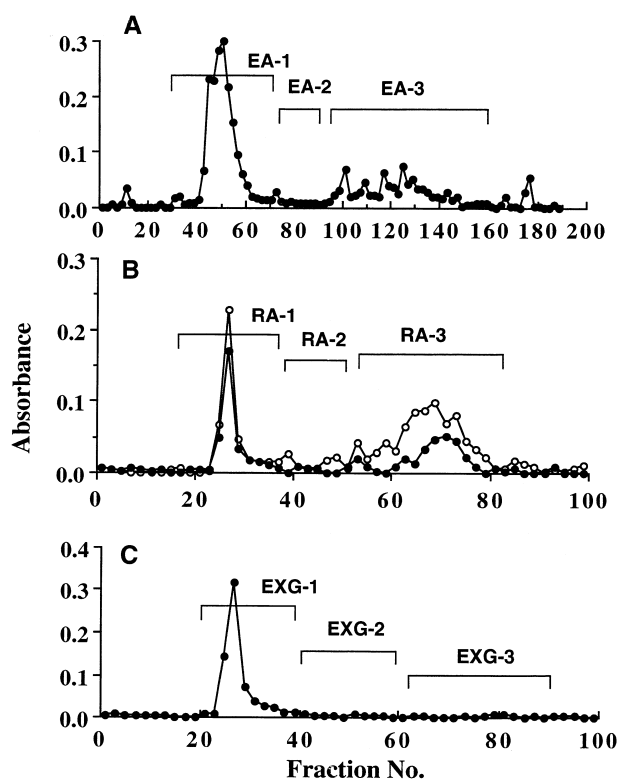 A
0.3
0.2
0.1
0.0
EA-1
EA-2
EA-3
0 20 40 60 80 100 120 140 160 180 200
B
0.3
0.2
0.1
0.0
RA-1
RA-2
RA-3
0 20 40 60 80 100
Absorbance
C
0.4
0.3
0.2
0.1
0.0
EXG-1
EXG-2
EXG-3
0 20 40 60 80 100
Fraction No.